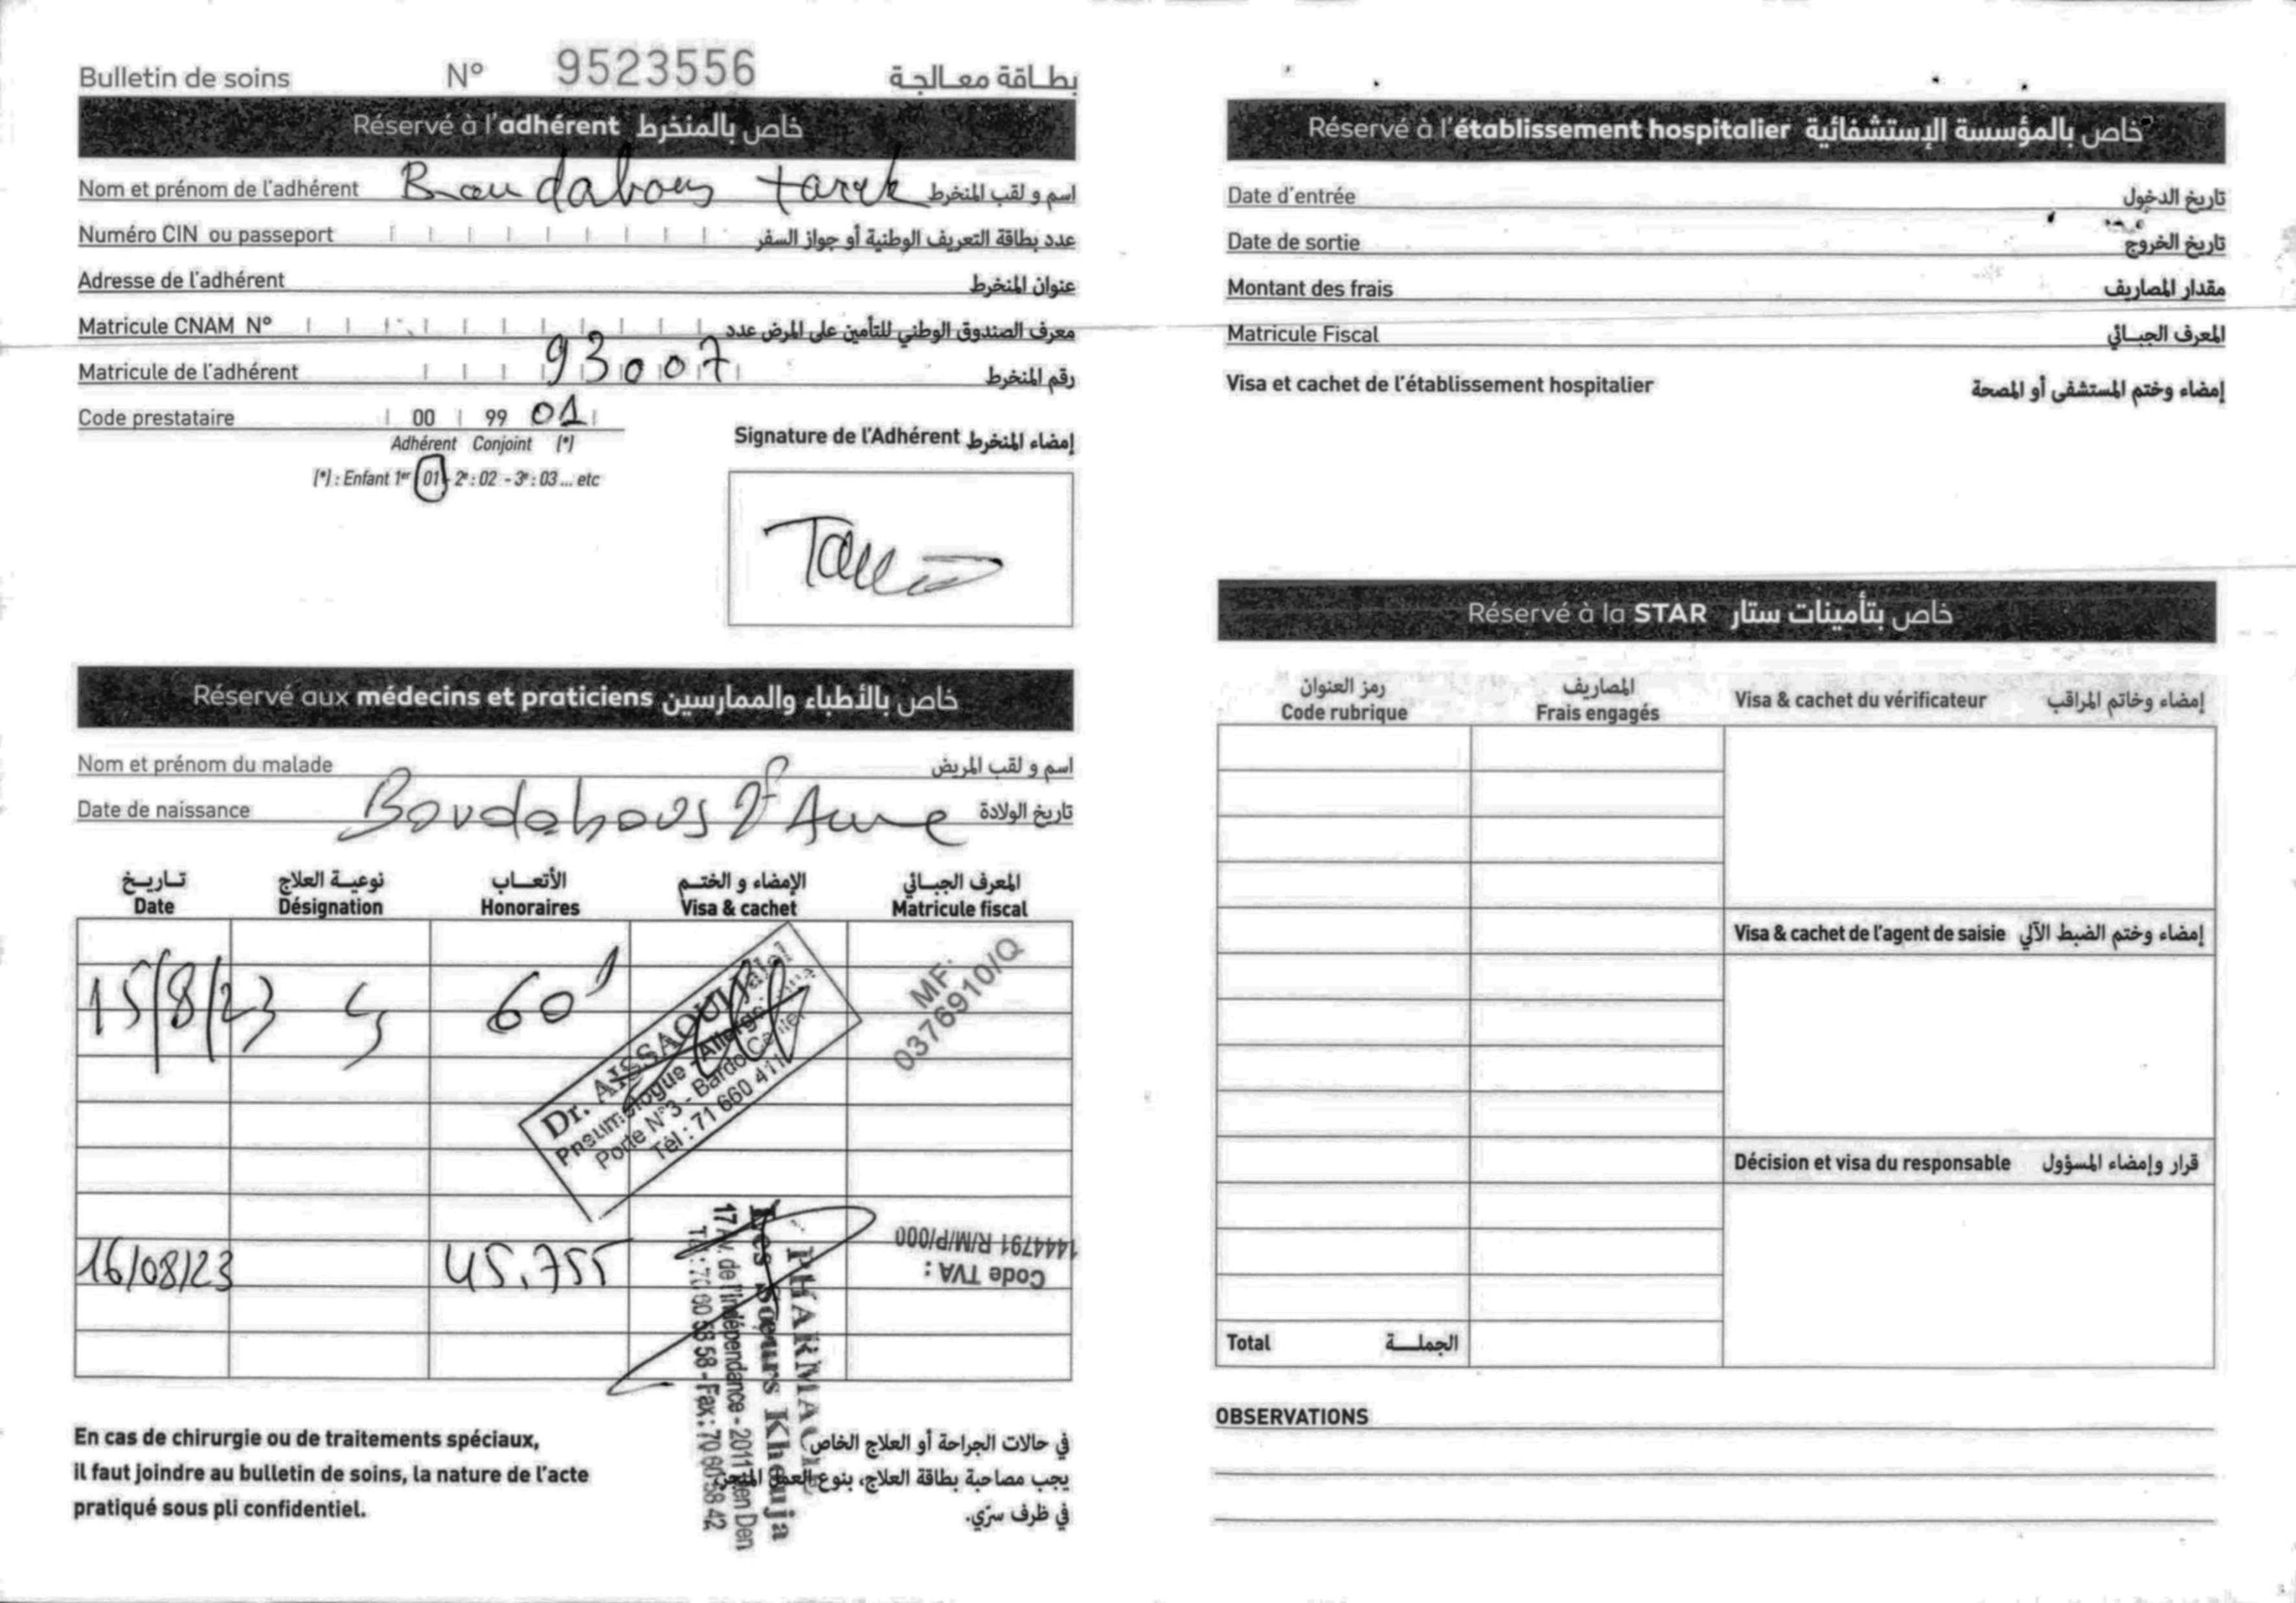 Bulletin de soins N° 9523556 بطاقة معالجة
Réservé à l'adhérent خاص بالمنخرط
Nom et prénom de l'adhérent Boudabous tarek اسم و لقب المنخرط
Numéro CIN ou passeport عدد بطاقة التعريف الوطنية أو جواز السفر
Adresse de l'adhérent عنوان المنخرط
Matricule CNAM N° معرف الصندوق الوطني للتأمين على المرض عدد
Matricule de l'adhérent 93007 رقم المنخرط
Code prestataire 00 99 01
Adhérent Conjoint (*)
(*) : Enfant 1er 01 - 2e : 02 - 3e : 03 ... etc
Signature de l'Adhérent إمضاء المنخرط
Réservé aux médecins et praticiens خاص بالأطباء والممارسين
Nom et prénom du malade اسم و لقب المريض
Date de naissance Boudabous تاريخ الولادة
تاريخ نوعية العلاج الأتعاب الإمضاء و الختم المعرف الجبائي
Date Désignation Honoraires Visa & cachet Matricule fiscal
15/8/23 60
Dr. AISSAOUI Jalel
Pneumologue - Allergo
Porte N°3 - Bardo Center
Tél : 71 660 411
MF:
0376910/Q
16/08/23 45.755
PHARMACIE
Les Soeurs Khouja
17 Av. de l'indépendance - 2011 Den Den
Tél : 70 60 58 58 - Fax : 70 60 58 42
Code TVA :
1444791 R/M/P/000
En cas de chirurgie ou de traitements spéciaux,
il faut joindre au bulletin de soins, la nature de l'acte
pratiqué sous pli confidentiel.
في حالات الجراحة أو العلاج الخاص
يجب مصاحبة بطاقة العلاج، بنوع العمل المنجز
في ظرف سرّي.
Réservé à l'établissement hospitalier خاص بالمؤسسة الإستشفائية
Date d'entrée تاريخ الدخول
Date de sortie تاريخ الخروج
Montant des frais مقدار المصاريف
Matricule Fiscal المعرف الجبائي
Visa et cachet de l'établissement hospitalier إمضاء وختم المستشفى أو المصحة
Réservé à la STAR خاص بتأمينات ستار
رمز العنوان المصاريف
Code rubrique Frais engagés Visa & cachet du vérificateur إمضاء وخاتم المراقب
Visa & cachet de l'agent de saisie إمضاء وختم الضبط الآلي
Décision et visa du responsable قرار وإمضاء المسؤول
Total الجملة
OBSERVATIONS